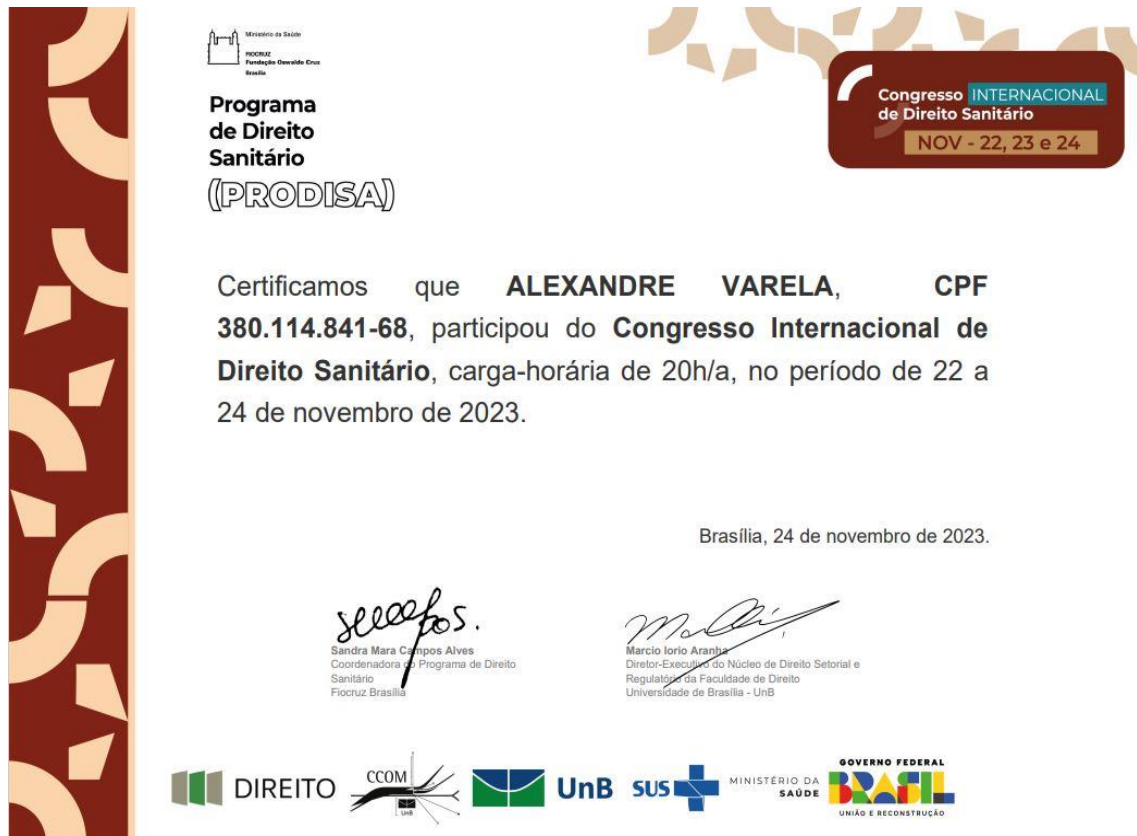 Ministério da Saúde
FIOCRUZ
Fundação Oswaldo Cruz
Brasília
Programa
de Direito
Sanitário
(PRODISA)
Congresso INTERNACIONAL
de Direito Sanitário
NOV - 22, 23 e 24
Certificamos que ALEXANDRE VARELA, CPF
380.114.841-68, participou do Congresso Internacional de
Direito Sanitário, carga-horária de 20h/a, no período de 22 a
24 de novembro de 2023.
Brasília, 24 de novembro de 2023.
Sandra Mara Campos Alves
Coordenadora do Programa de Direito
Sanitário
Fiocruz Brasília
Marcio Iorio Aranha
Diretor-Executivo do Núcleo de Direito Setorial e
Regulatório da Faculdade de Direito
Universidade de Brasília - UnB
DIREITO
CCOM
UnB
UnB
SUS
MINISTÉRIO DA
SAÚDE
GOVERNO FEDERAL
BRASIL
UNIÃO E RECONSTRUÇÃO